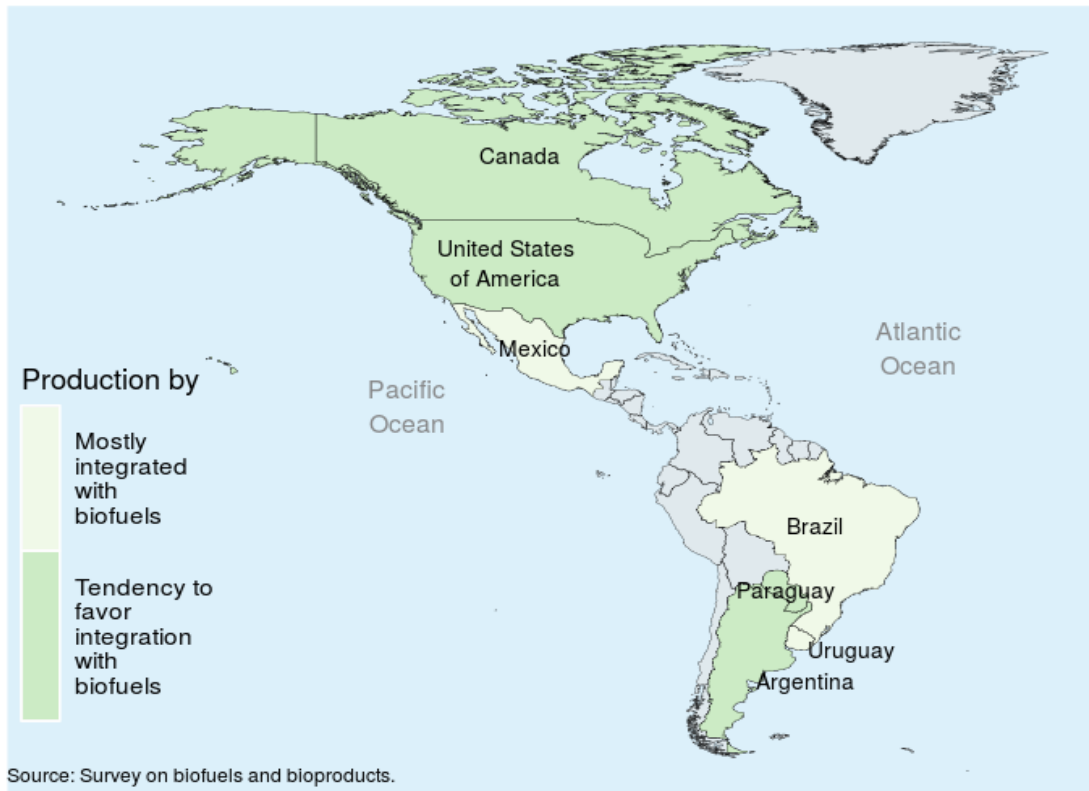 Canada
United States
of America
Mexico
Atlantic
Ocean
Pacific
Ocean
Production by
Mostly
integrated
with
biofuels
Tendency to
favor
integration
with
biofuels
Brazil
Paraguay
Uruguay
Argentina
Source: Survey on biofuels and bioproducts.